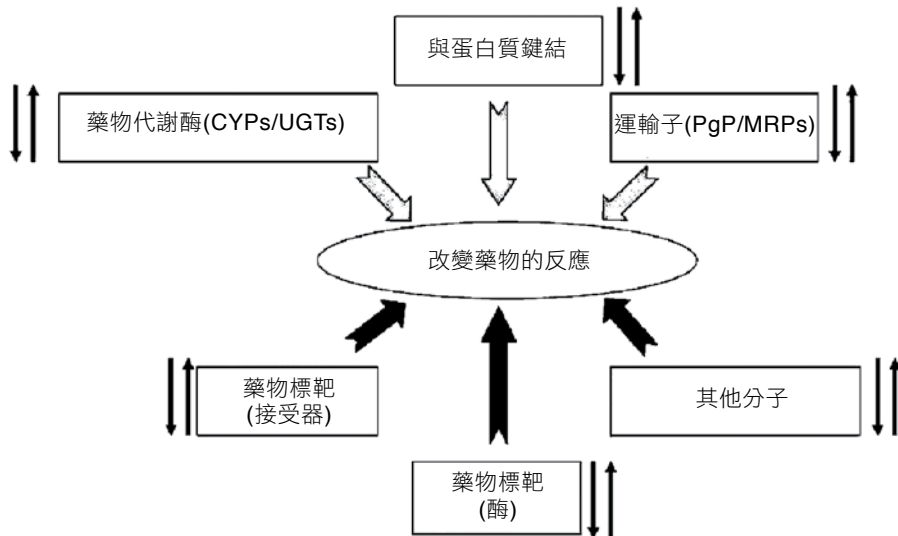 與蛋白質鍵結
藥物代謝酶(CYPs/UGTs)
運輸子(PgP/MRPs)
改變藥物的反應
藥物標靶
(接受器)
其他分子
藥物標靶
(酶)